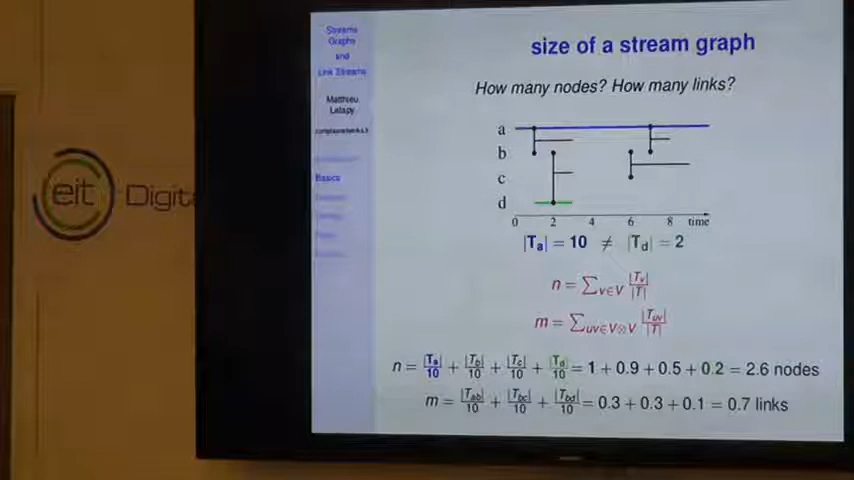 eit Digita
Streams
Graphs
and
Link Streams
Matthieu
Latapy
Basics
size of a stream graph
How many nodes? How many links?
a
b
c
d
0 2 4 6 8 time
|Ta| = 10 ≠ |Td| = 2
n = ∑v∈V |Tv|/|T|
m = ∑uv∈V⊗V |Tuv|/|T|
n = |Ta|/10 + |Tb|/10 + |Tc|/10 + |Td|/10 = 1 + 0.9 + 0.5 + 0.2 = 2.6 nodes
m = |Tab|/10 + |Tbc|/10 + |Tbd|/10 = 0.3 + 0.3 + 0.1 = 0.7 links